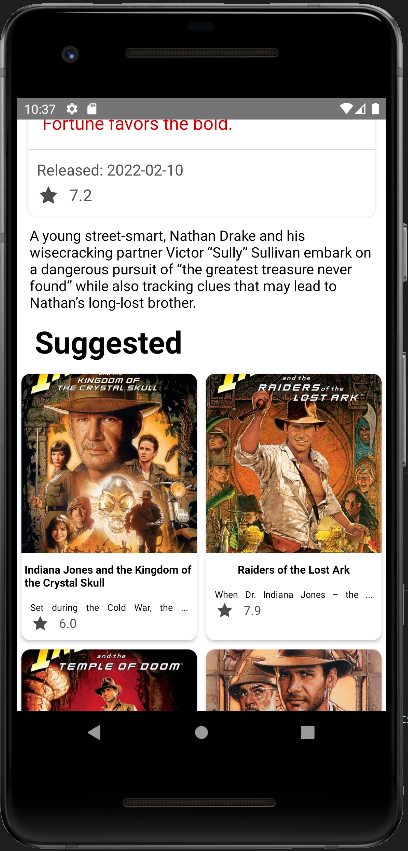 10:37
Fortune favors the bold.
Released: 2022-02-10
7.2
A young street-smart, Nathan Drake and his
wisecracking partner Victor “Sully” Sullivan embark on
a dangerous pursuit of “the greatest treasure never
found” while also tracking clues that may lead to
Nathan’s long-lost brother.
Suggested
and the
KINGDOM OF
THE CRYSTAL SKULL
and the
RAIDERS of the
LOST ARK
Indiana Jones and the Kingdom of
the Crystal Skull
Set during the Cold War, the ...
6.0
Raiders of the Lost Ark
When Dr. Indiana Jones – the ...
7.9
and the
TEMPLE OF DOOM